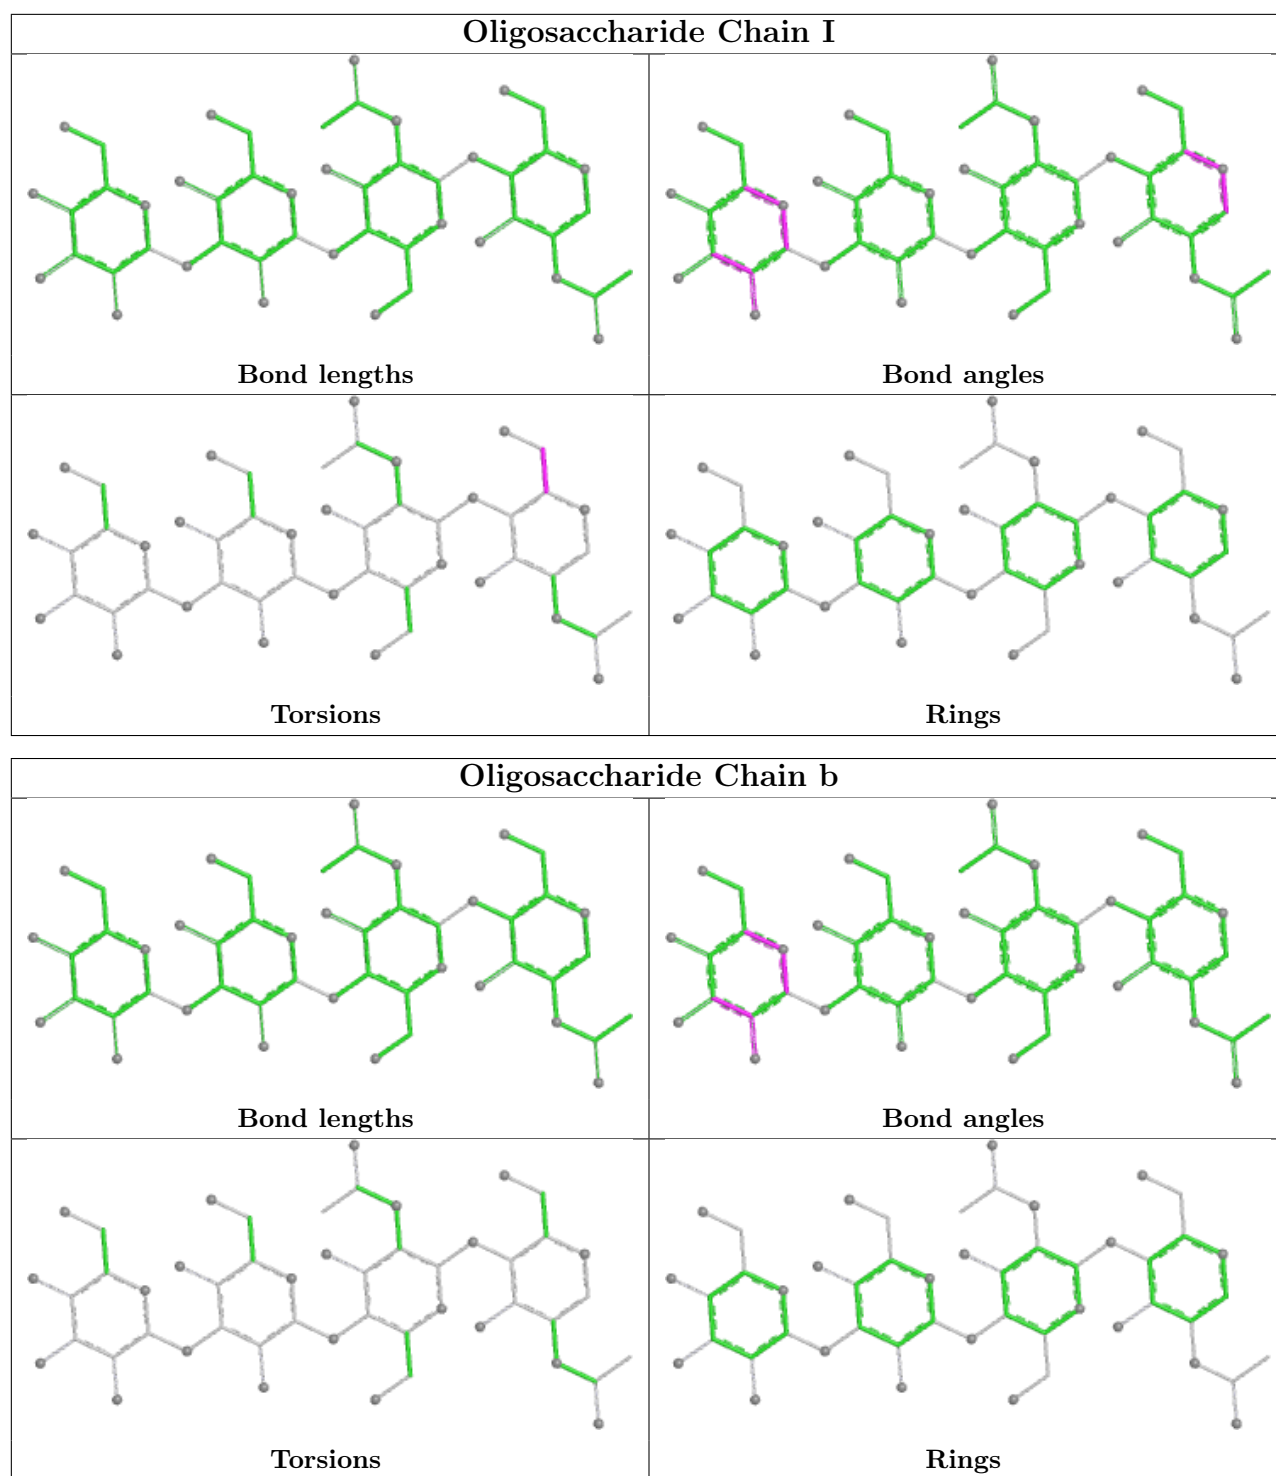 Oligosaccharide Chain I
Bond lengths
Bond angles
Torsions
Rings
Oligosaccharide Chain b
Bond lengths
Bond angles
Torsions
Rings